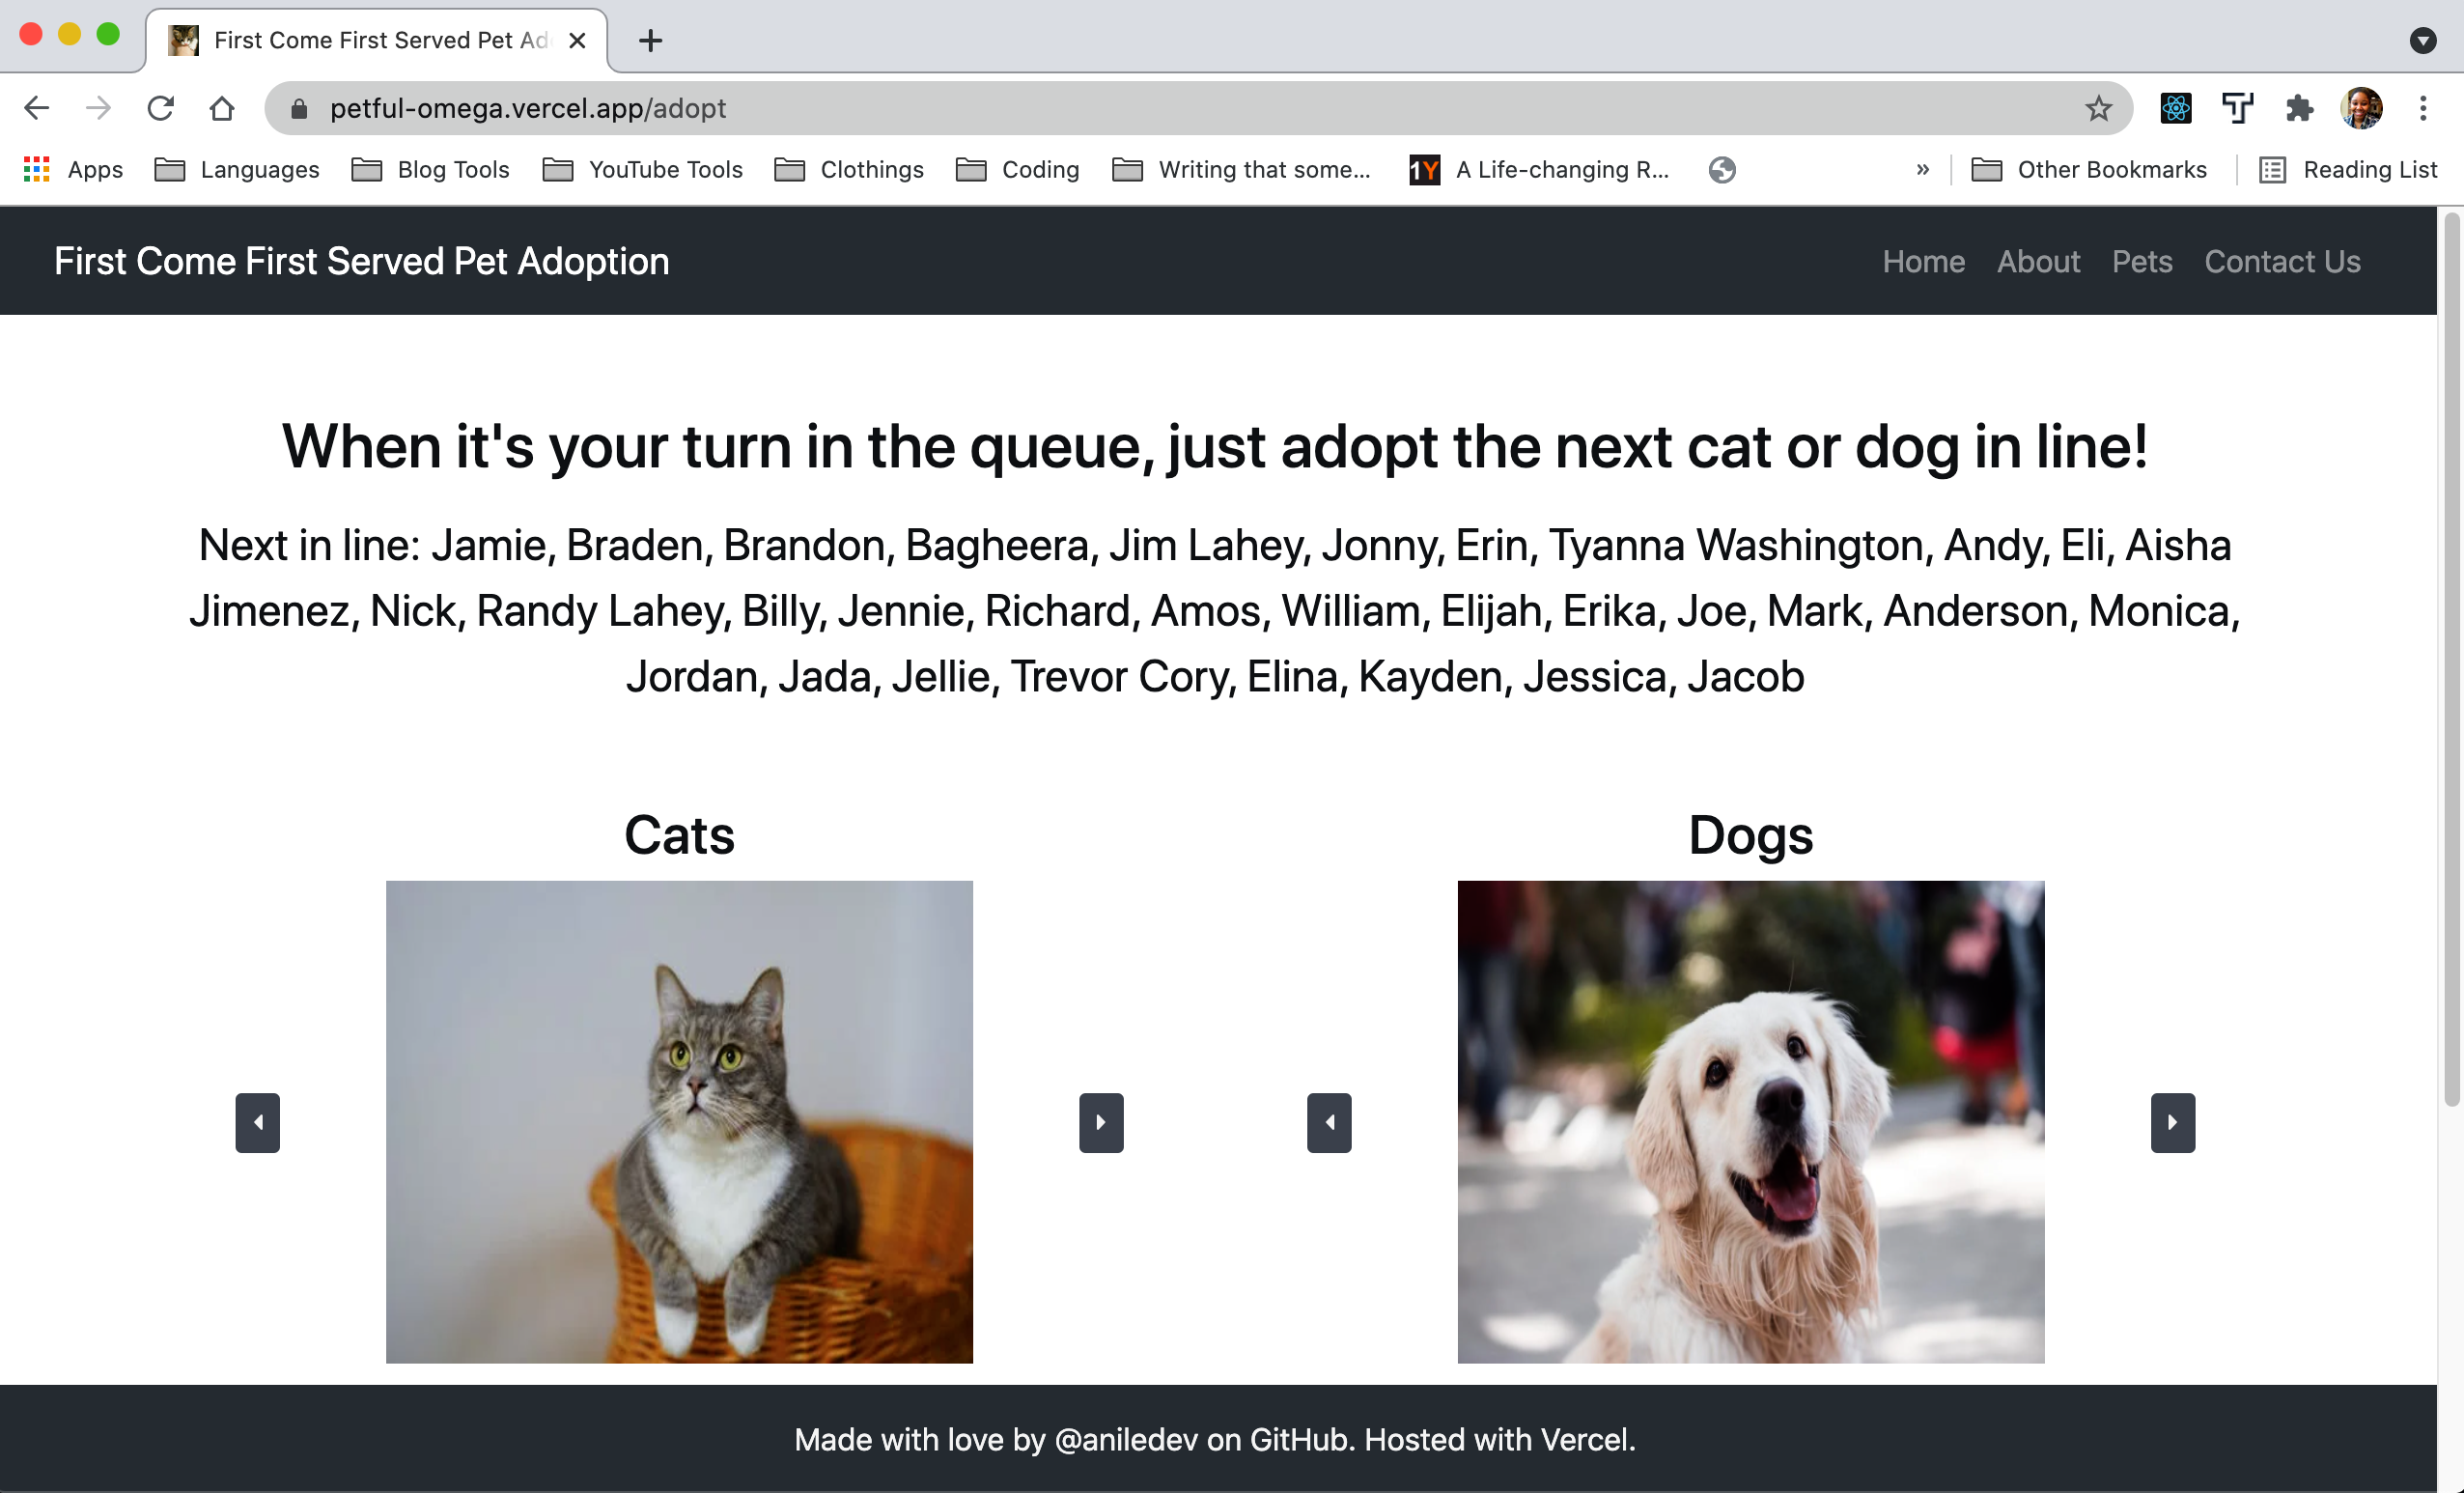 First Come First Served Pet Ad
petful-omega.vercel.app/adopt
Apps Languages Blog Tools YouTube Tools Clothings Coding Writing that some... 1Y A Life-changing R... » Other Bookmarks Reading List
First Come First Served Pet Adoption Home About Pets Contact Us
When it's your turn in the queue, just adopt the next cat or dog in line!
Next in line: Jamie, Braden, Brandon, Bagheera, Jim Lahey, Jonny, Erin, Tyanna Washington, Andy, Eli, Aisha
Jimenez, Nick, Randy Lahey, Billy, Jennie, Richard, Amos, William, Elijah, Erika, Joe, Mark, Anderson, Monica,
Jordan, Jada, Jellie, Trevor Cory, Elina, Kayden, Jessica, Jacob
Cats Dogs
Made with love by @aniledev on GitHub. Hosted with Vercel.